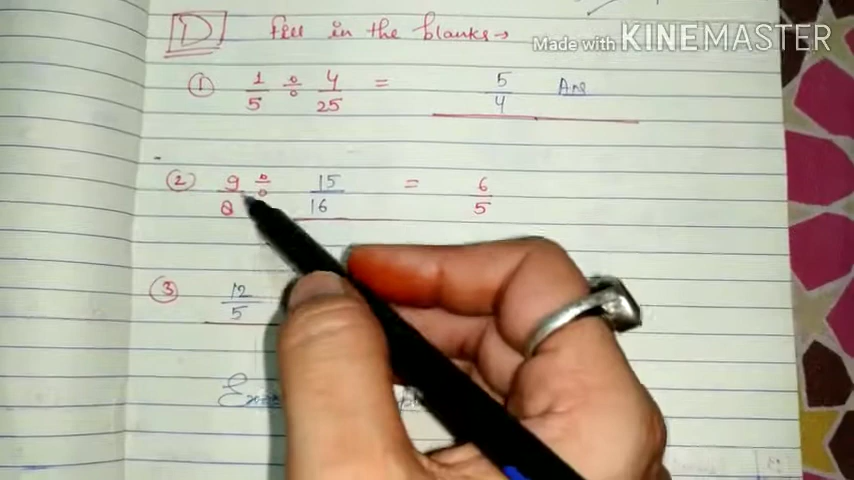 D Fill in the blanks→
Made with KINEMASTER
① 1/5 ÷ 4/25 = 5/4 Ans
② 9/8 ÷ 15/16 = 6/5
③ 12/5